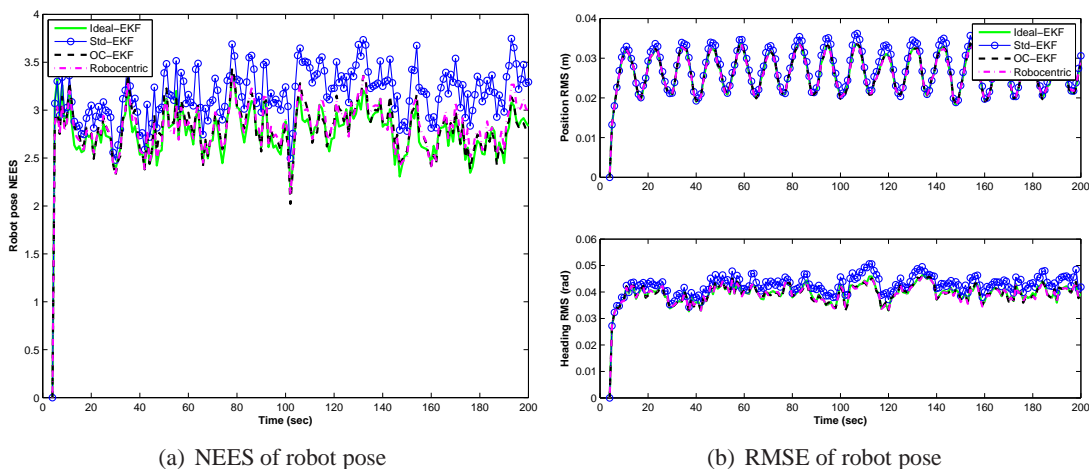 4
3.5
3
2.5
2
1.5
1
0.5
0
Robot pose NEES
Ideal−EKF
Std−EKF
OC−EKF
Robocentric
0 20 40 60 80 100 120 140 160 180 200
Time (sec)
(a) NEES of robot pose
0.04
0.03
0.02
0.01
0
Position RMS (m)
Ideal−EKF
Std−EKF
OC−EKF
Robocentric
0 20 40 60 80 100 120 140 160 180 200
0.06
0.05
0.04
0.03
0.02
0.01
0
Heading RMS (rad)
0 20 40 60 80 100 120 140 160 180 200
Time (sec)
(b) RMSE of robot pose